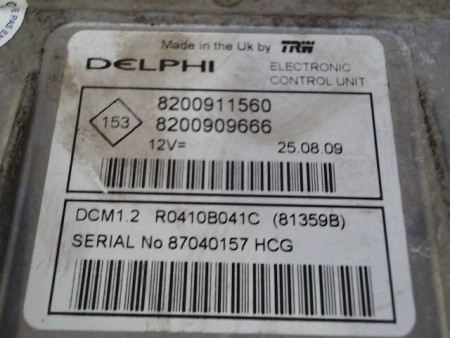 Made in the Uk by TRW
DELPHI
ELECTRONIC
CONTROL UNIT
153
8200911560
8200909666
12V=
25.08.09
DCM1.2 R0410B041C (81359B)
SERIAL No 87040157 HCG